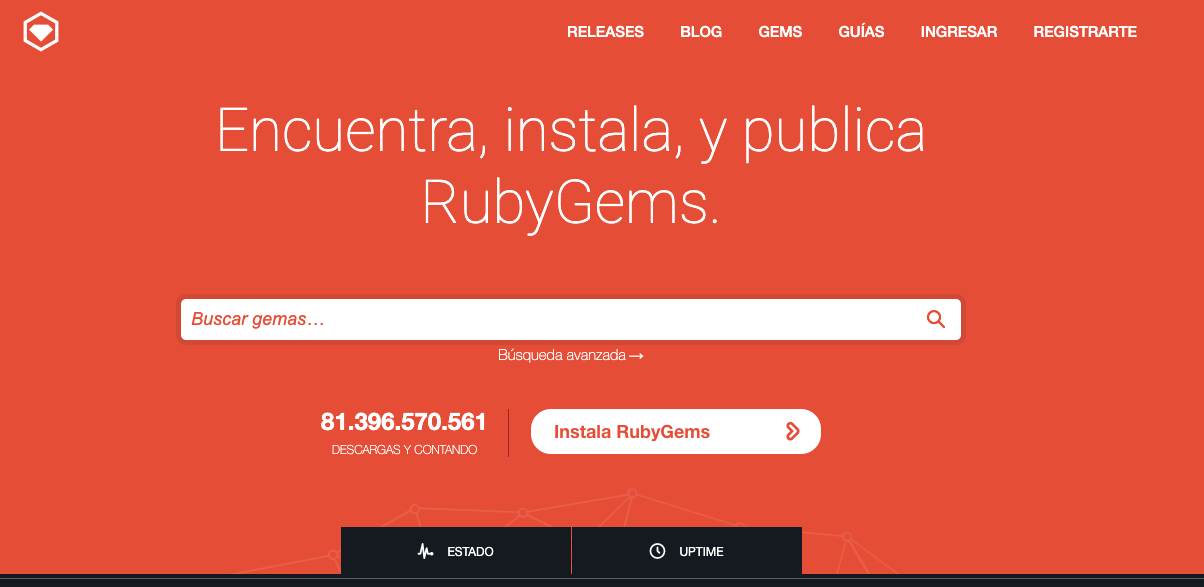 RELEASES BLOG GEMS GUÍAS INGRESAR REGISTRARTE
Encuentra, instala, y publica
RubyGems.
Buscar gemas…
Búsqueda avanzada →
81.396.570.561
DESCARGAS Y CONTANDO
Instala RubyGems
ESTADO UPTIME